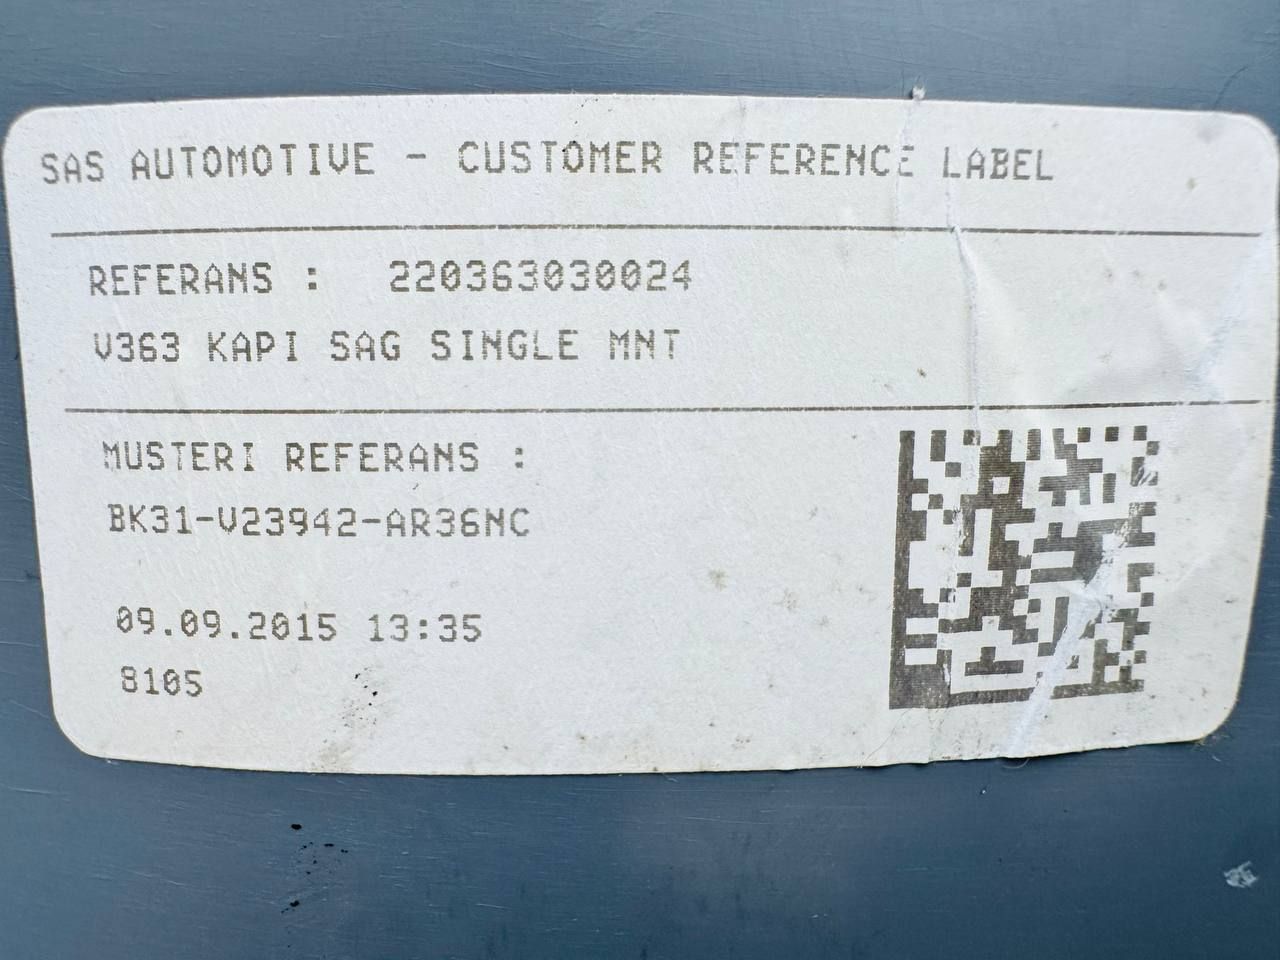 SAS AUTOMOTIVE - CUSTOMER REFERENCE LABEL
REFERANS : 220363030024
V363 KAPI SAG SINGLE MNT
MUSTERI REFERANS :
BK31-V23942-AR36NC
09.09.2015 13:35
8105